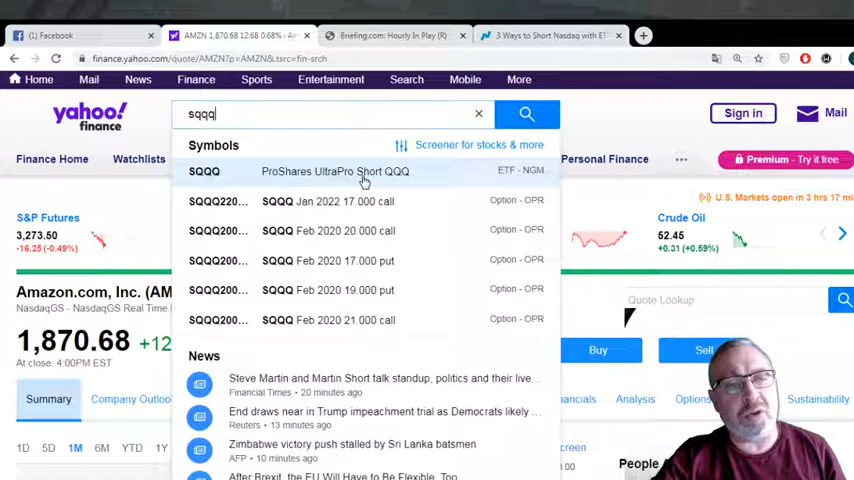 (1) Facebook
AMZN 1,870.68 12.68 0.68% : Am
Briefing.com: Hourly In Play (R)
3 Ways to Short Nasdaq with ETF
finance.yahoo.com/quote/AMZN?p=AMZN&.tsrc=fin-srch
Home Mail News Finance Sports Entertainment Search Mobile More
yahoo!
finance
sqqq
Sign in
Mail
Symbols
Screener for stocks & more
Finance Home
Watchlists
Personal Finance
Premium - Try it free
SQQQ ProShares UltraPro Short QQQ ETF - NGM
SQQQ220... SQQQ Jan 2022 17.000 call Option - OPR
SQQQ200... SQQQ Feb 2020 20.000 call Option - OPR
SQQQ200... SQQQ Feb 2020 17.000 put Option - OPR
SQQQ200... SQQQ Feb 2020 19.000 put Option - OPR
SQQQ200... SQQQ Feb 2020 21.000 call Option - OPR
U.S. Markets open in 3 hrs 17 min
S&P Futures
3,273.50
-16.25 (-0.49%)
Crude Oil
52.45
+0.31 (+0.59%)
Amazon.com, Inc. (AM
NasdaqGS - NasdaqGS Real Time
Quote Lookup
1,870.68 +12
At close: 4:00PM EST
Buy
Sell
News
Steve Martin and Martin Short talk standup, politics and their live...
Financial Times • 20 minutes ago
End draws near in Trump impeachment trial as Democrats likely ...
Reuters • 13 minutes ago
Zimbabwe victory push stalled by Sri Lanka batsmen
AFP • 10 minutes ago
After Brexit, the EU Will Have to Be Flexible, Too
Summary
Company Outloo
Analysis
Options
Sustainability
1D 5D 1M 6M YTD 1Y
People A